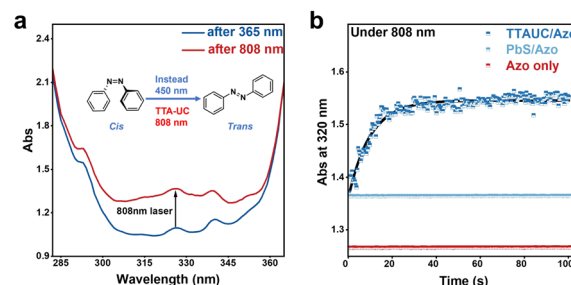 a
after 365 nm
after 808 nm
2.4
2.1
1.8
1.5
1.2
0.9
Abs
N=N
Instead
450 nm
TTA-UC
808 nm
N=N
Cis
Trans
808nm laser
285
300
315
330
345
360
Wavelength (nm)
b
Under 808 nm
TTAUC/Azo
PbS/Azo
Azo only
1.6
1.5
1.4
1.3
Abs at 320 nm
0
20
40
60
80
100
Time (s)